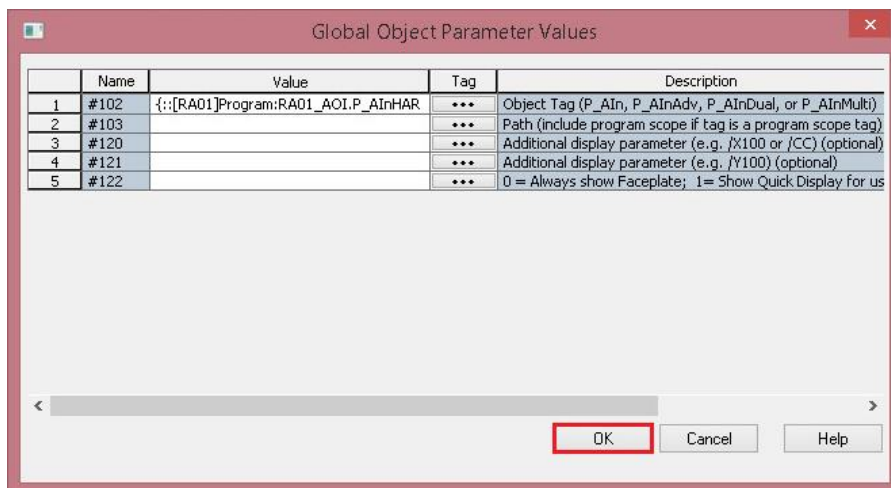 Global Object Parameter Values
Name Value Tag Description
1 #102 {::[RA01]Program:RA01_AOI.P_AInHAR ••• Object Tag (P_AIn, P_AInAdv, P_AInDual, or P_AInMulti)
2 #103 ••• Path (include program scope if tag is a program scope tag)
3 #120 ••• Additional display parameter (e.g. /X100 or /CC) (optional)
4 #121 ••• Additional display parameter (e.g. /Y100) (optional)
5 #122 ••• 0 = Always show Faceplate; 1= Show Quick Display for us
OK Cancel Help